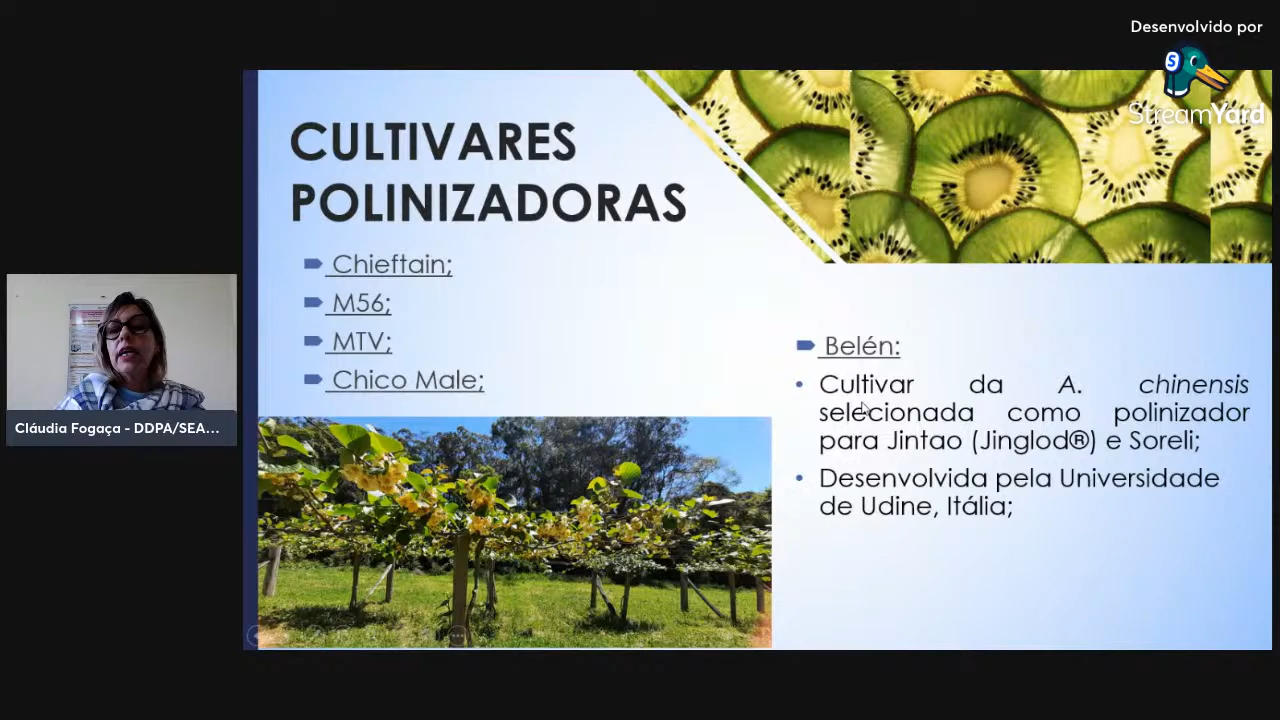 Desenvolvido por
S
StreamYard
CULTIVARES
POLINIZADORAS
Chieftain;
M56;
MTV;
Chico Male;
Belén:
Cultivar da A. chinensis
selecionada como polinizador
para Jintao (Jinglod®) e Soreli;
Desenvolvida pela Universidade
de Udine, Itália;
Cláudia Fogaça - DDPA/SEA...